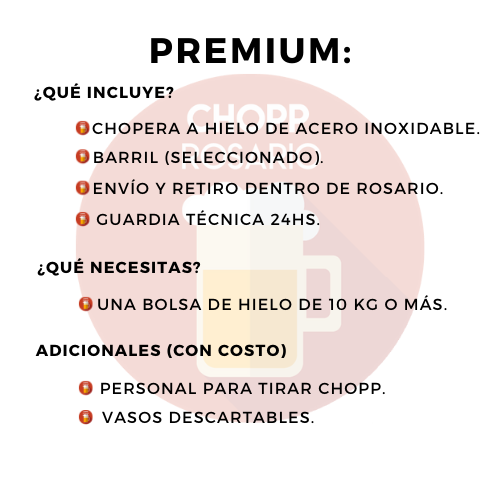 PREMIUM:
¿QUÉ INCLUYE?
CHOPP
CHOPERA A HIELO DE ACERO INOXIDABLE.
ROSARIO
BARRIL (SELECCIONADO).
ENVÍO Y RETIRO DENTRO DE ROSARIO.
GUARDIA TÉCNICA 24HS.
¿QUÉ NECESITAS?
UNA BOLSA DE HIELO DE 10 KG O MÁS.
ADICIONALES (CON COSTO)
PERSONAL PARA TIRAR CHOPP.
VASOS DESCARTABLES.